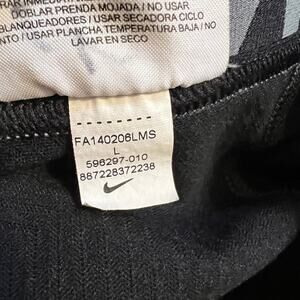 DOBLAR PRENDA MOJADA / NO USAR
BLANQUEADORES / USAR SECADORA CICLO
/ USAR PLANCHA TEMPERATURA BAJA / NO
LAVAR EN SECO
FA140206LMS
L
596297-010
887228372236